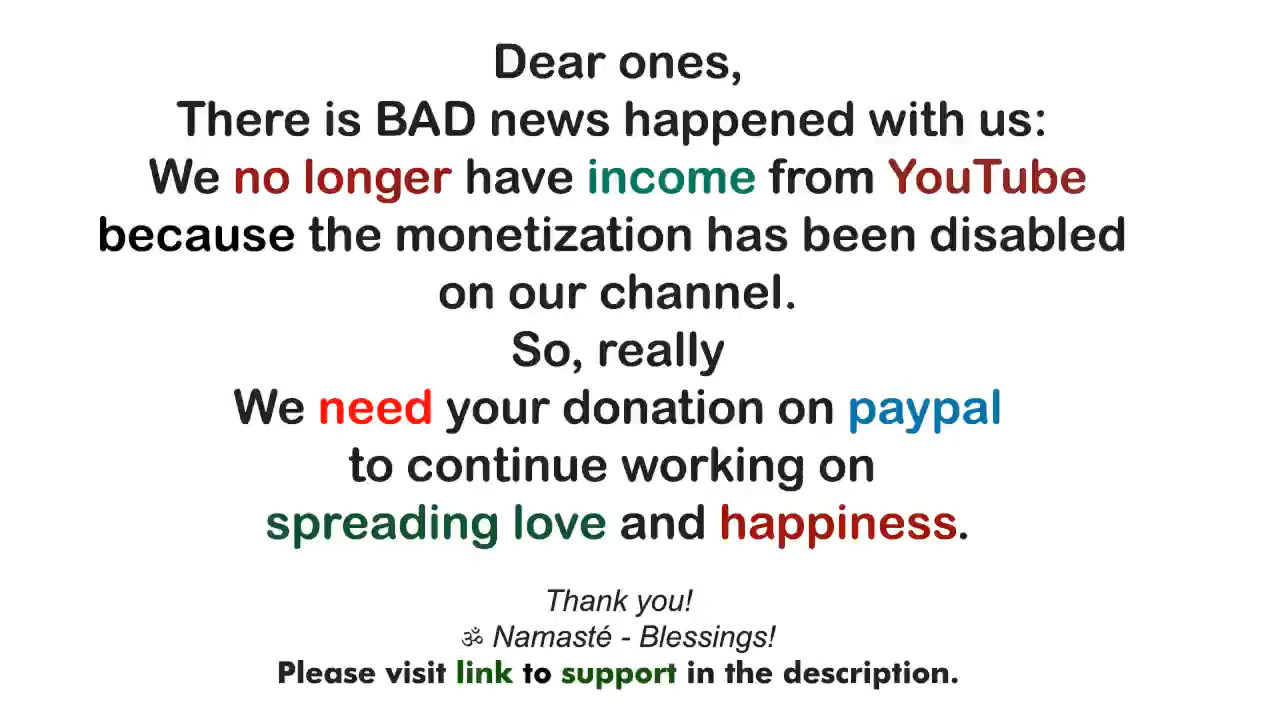 Dear ones,
There is BAD news happened with us:
We no longer have income from YouTube
because the monetization has been disabled
on our channel.
So, really
We need your donation on paypal
to continue working on
spreading love and happiness.
Thank you!
ॐ Namasté - Blessings!
Please visit link to support in the description.